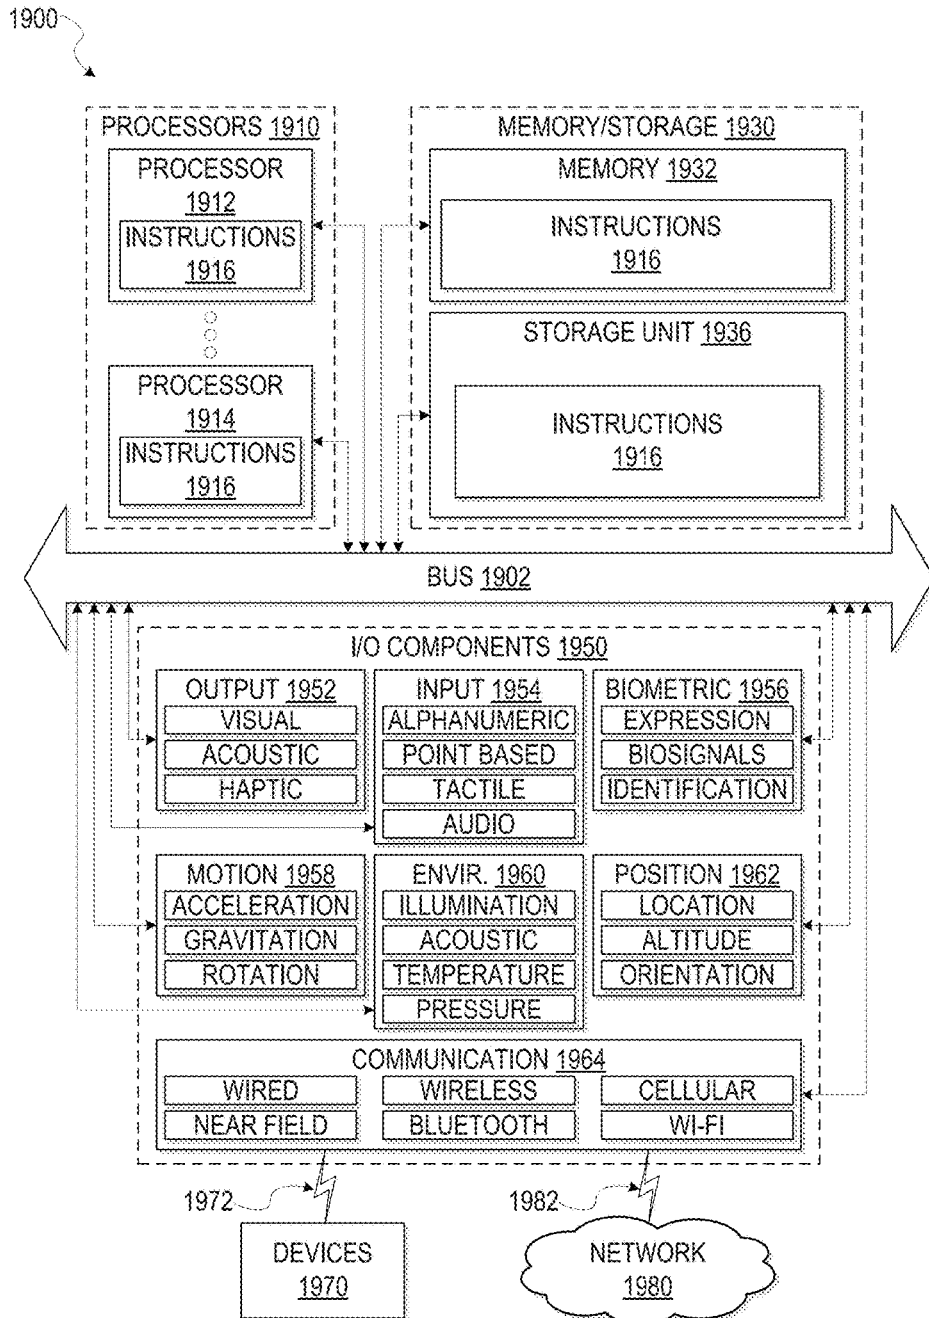 1900
PROCESSORS 1910
PROCESSOR
1912
INSTRUCTIONS
1916
PROCESSOR
1914
INSTRUCTIONS
1916
MEMORY/STORAGE 1930
MEMORY 1932
INSTRUCTIONS
1916
STORAGE UNIT 1936
INSTRUCTIONS
1916
BUS 1902
I/O COMPONENTS 1950
OUTPUT 1952
VISUAL
ACOUSTIC
HAPTIC
INPUT 1954
ALPHANUMERIC
POINT BASED
TACTILE
AUDIO
BIOMETRIC 1956
EXPRESSION
BIOSIGNALS
IDENTIFICATION
MOTION 1958
ACCELERATION
GRAVITATION
ROTATION
ENVIR. 1960
ILLUMINATION
ACOUSTIC
TEMPERATURE
PRESSURE
POSITION 1962
LOCATION
ALTITUDE
ORIENTATION
COMMUNICATION 1964
WIRED
WIRELESS
CELLULAR
NEAR FIELD
BLUETOOTH
WI-FI
1972
1982
DEVICES
1970
NETWORK
1980